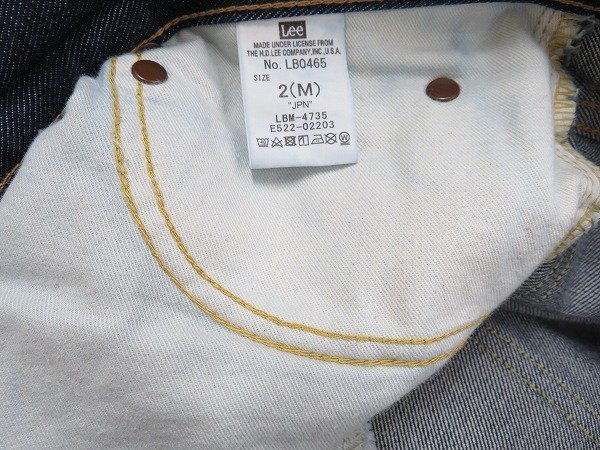 Lee
MADE UNDER LICENSE FROM
THE H.D.LEE COMPANY,INC.,U.S.A.
No. LB0465
SIZE
2(M)
"JPN"
LBM-4735
E522-02203